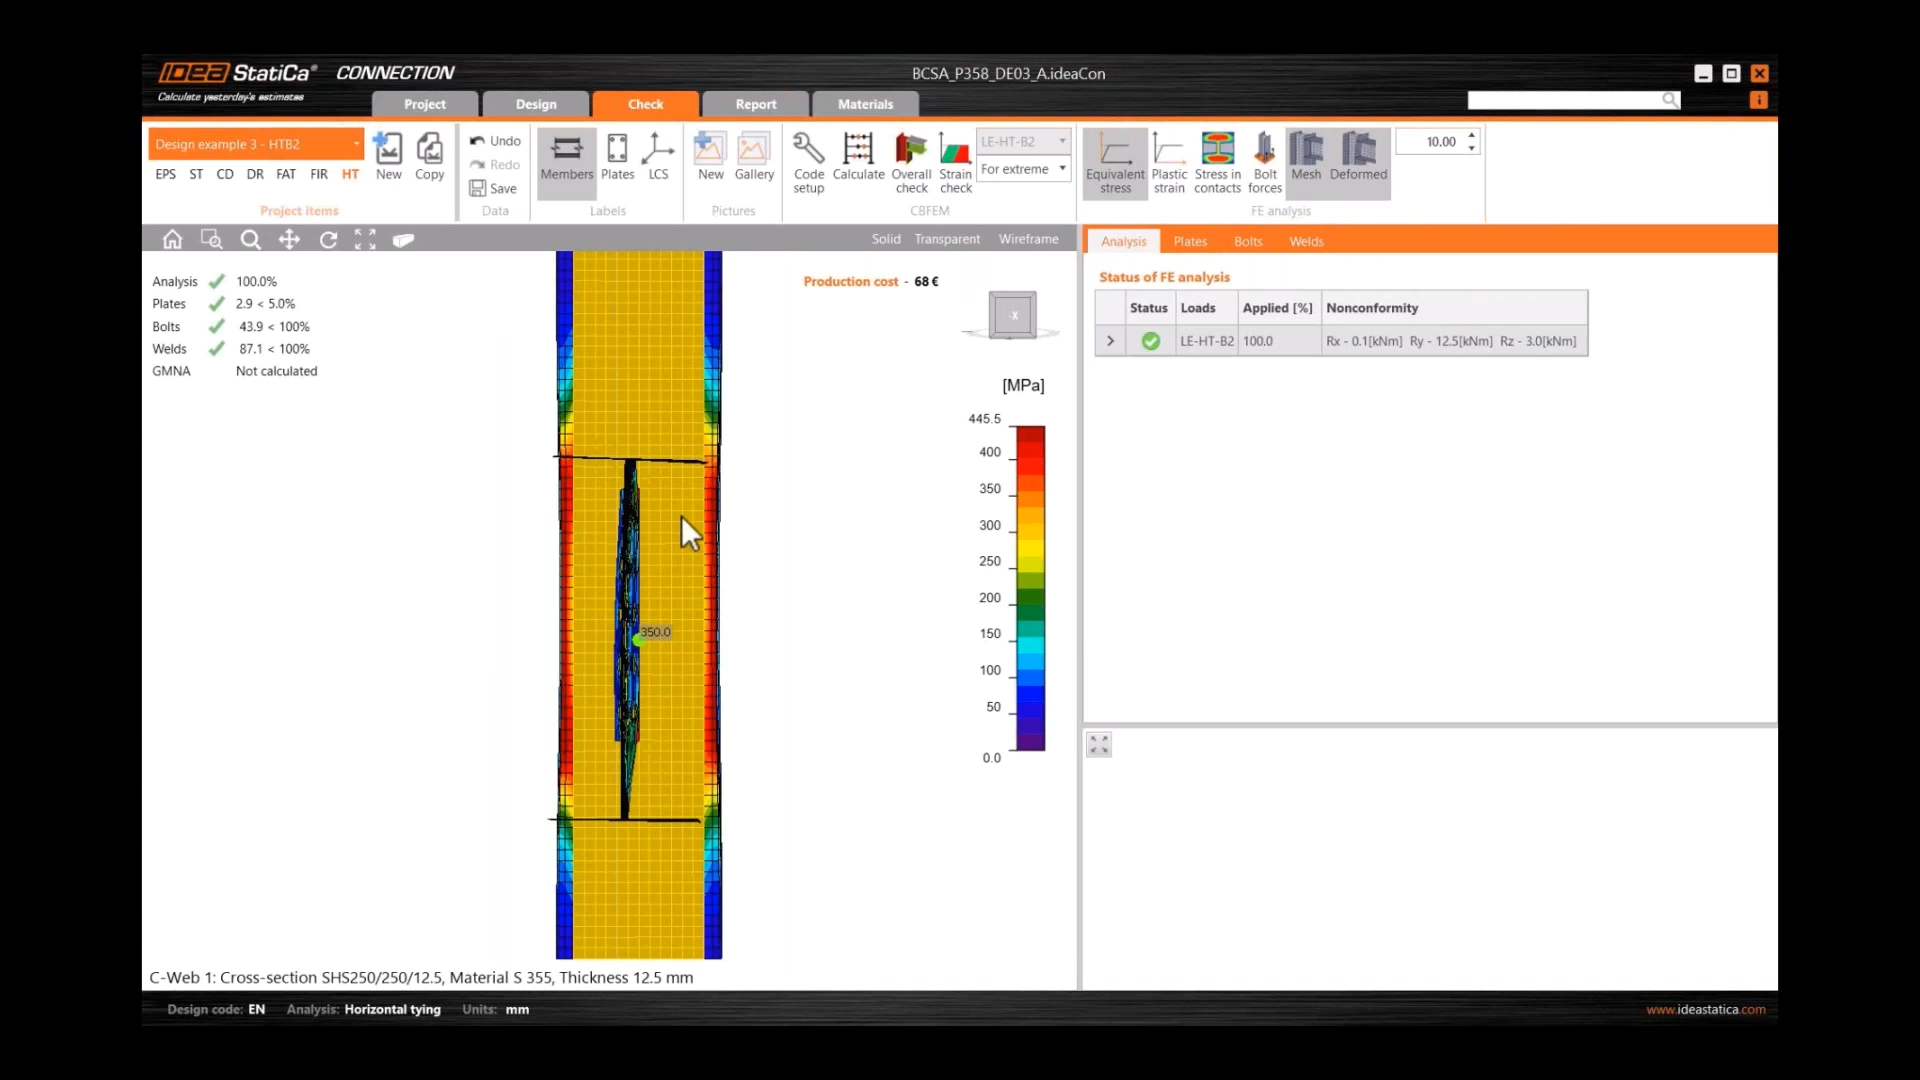 IDEA StatiCa® CONNECTION
Calculate yesterday's estimates
BCSA_P358_DE03_A.ideaCon
Project Design Check Report Materials
Design example 3 - HTB2
EPS ST CD DR FAT FIR HT
New Copy
Project items
Undo
Redo
Save
Data
Members Plates LCS
Labels
New Gallery
Pictures
Code setup Calculate Overall check Strain check
LE-HT-B2
For extreme
CBFEM
Equivalent stress Plastic strain Stress in contacts Bolt forces Mesh Deformed
10.00
FE analysis
Solid Transparent Wireframe
Analysis 100.0%
Plates 2.9 < 5.0%
Bolts 43.9 < 100%
Welds 87.1 < 100%
GMNA Not calculated
Production cost - 68 €
-X
[MPa]
445.5
400
350
300
250
200
150
100
50
0.0
350.0
C-Web 1: Cross-section SHS250/250/12.5, Material S 355, Thickness 12.5 mm
Analysis Plates Bolts Welds
Status of FE analysis
Status Loads Applied [%] Nonconformity
LE-HT-B2 100.0 Rx - 0.1[kNm] Ry - 12.5[kNm] Rz - 3.0[kNm]
Design code: EN Analysis: Horizontal tying Units: mm
www.ideastatica.com